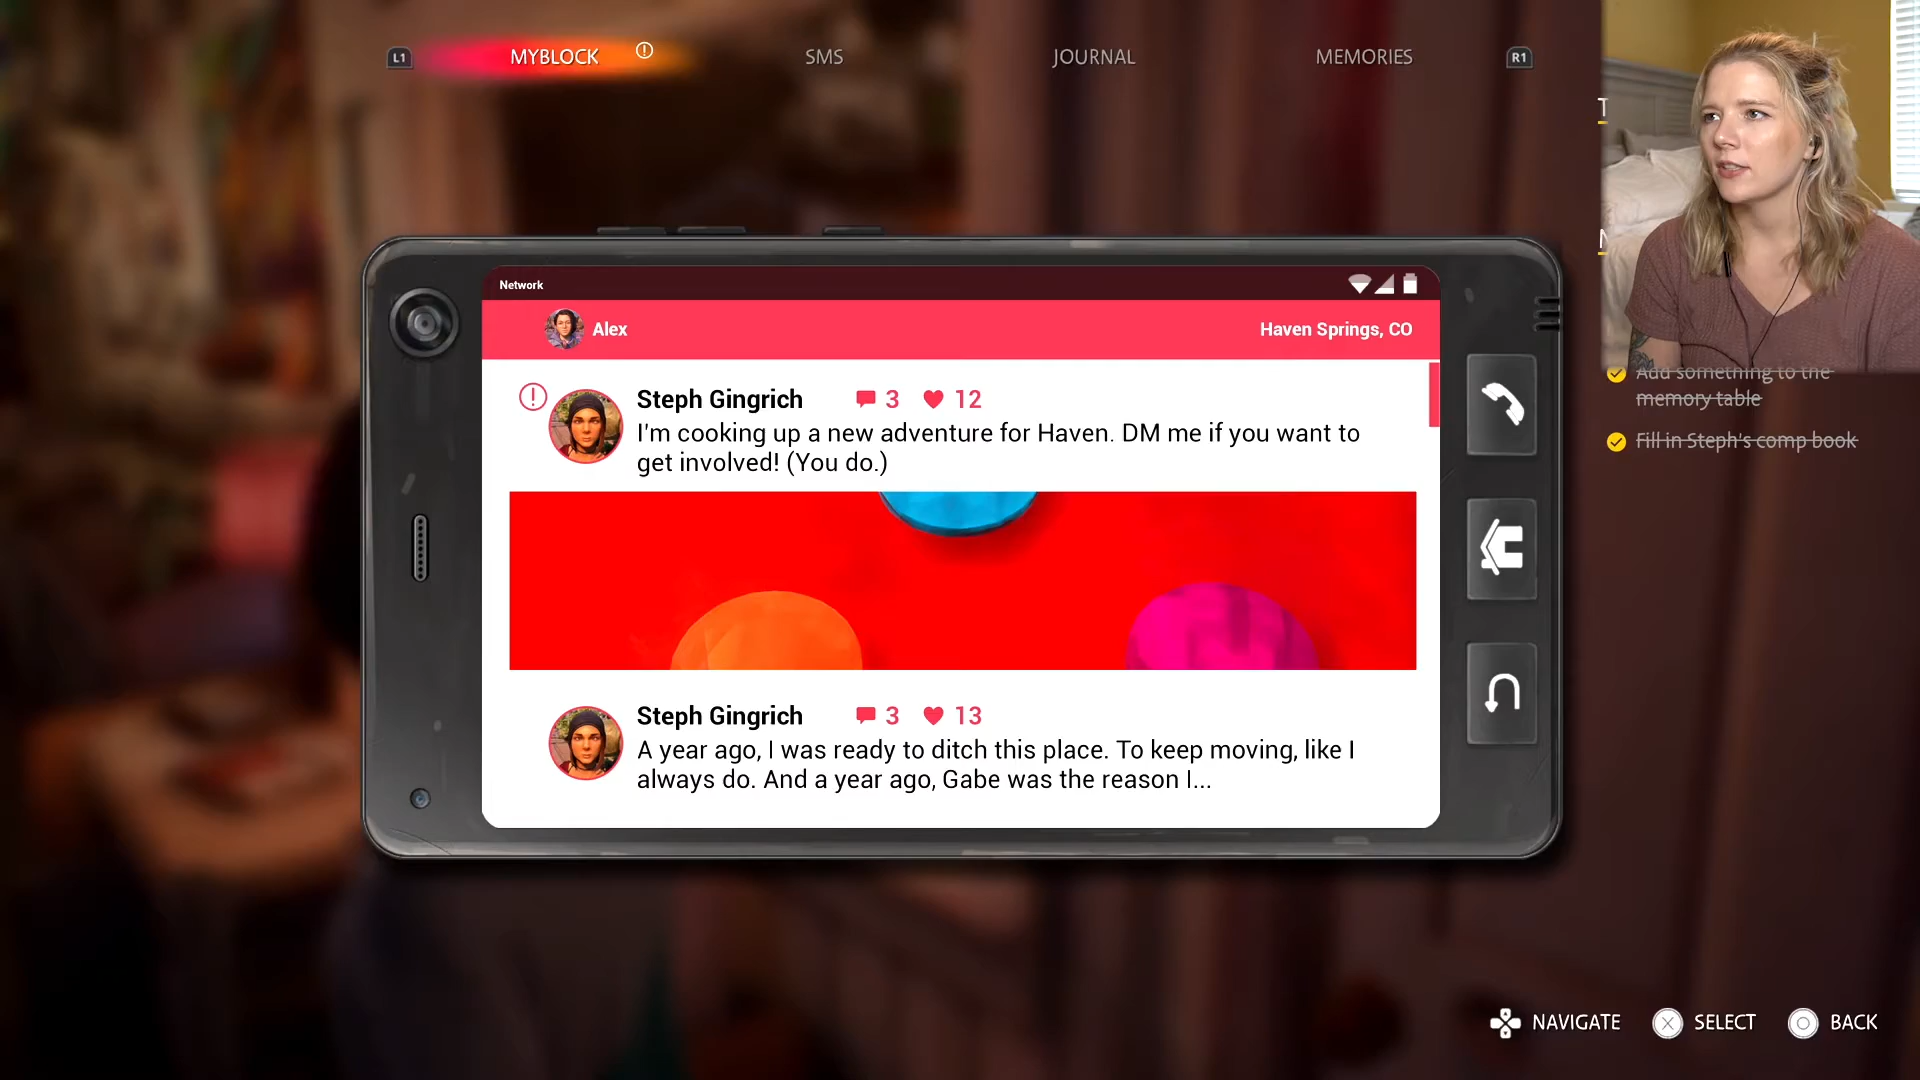 L1
MYBLOCK
SMS
JOURNAL
MEMORIES
R1
Network
Alex
Haven Springs, CO
Steph Gingrich 3 12
I'm cooking up a new adventure for Haven. DM me if you want to
get involved! (You do.)
Steph Gingrich 3 13
A year ago, I was ready to ditch this place. To keep moving, like I
always do. And a year ago, Gabe was the reason I...
T
Add something to the
memory table
Fill in Steph's comp book
NAVIGATE
SELECT
BACK